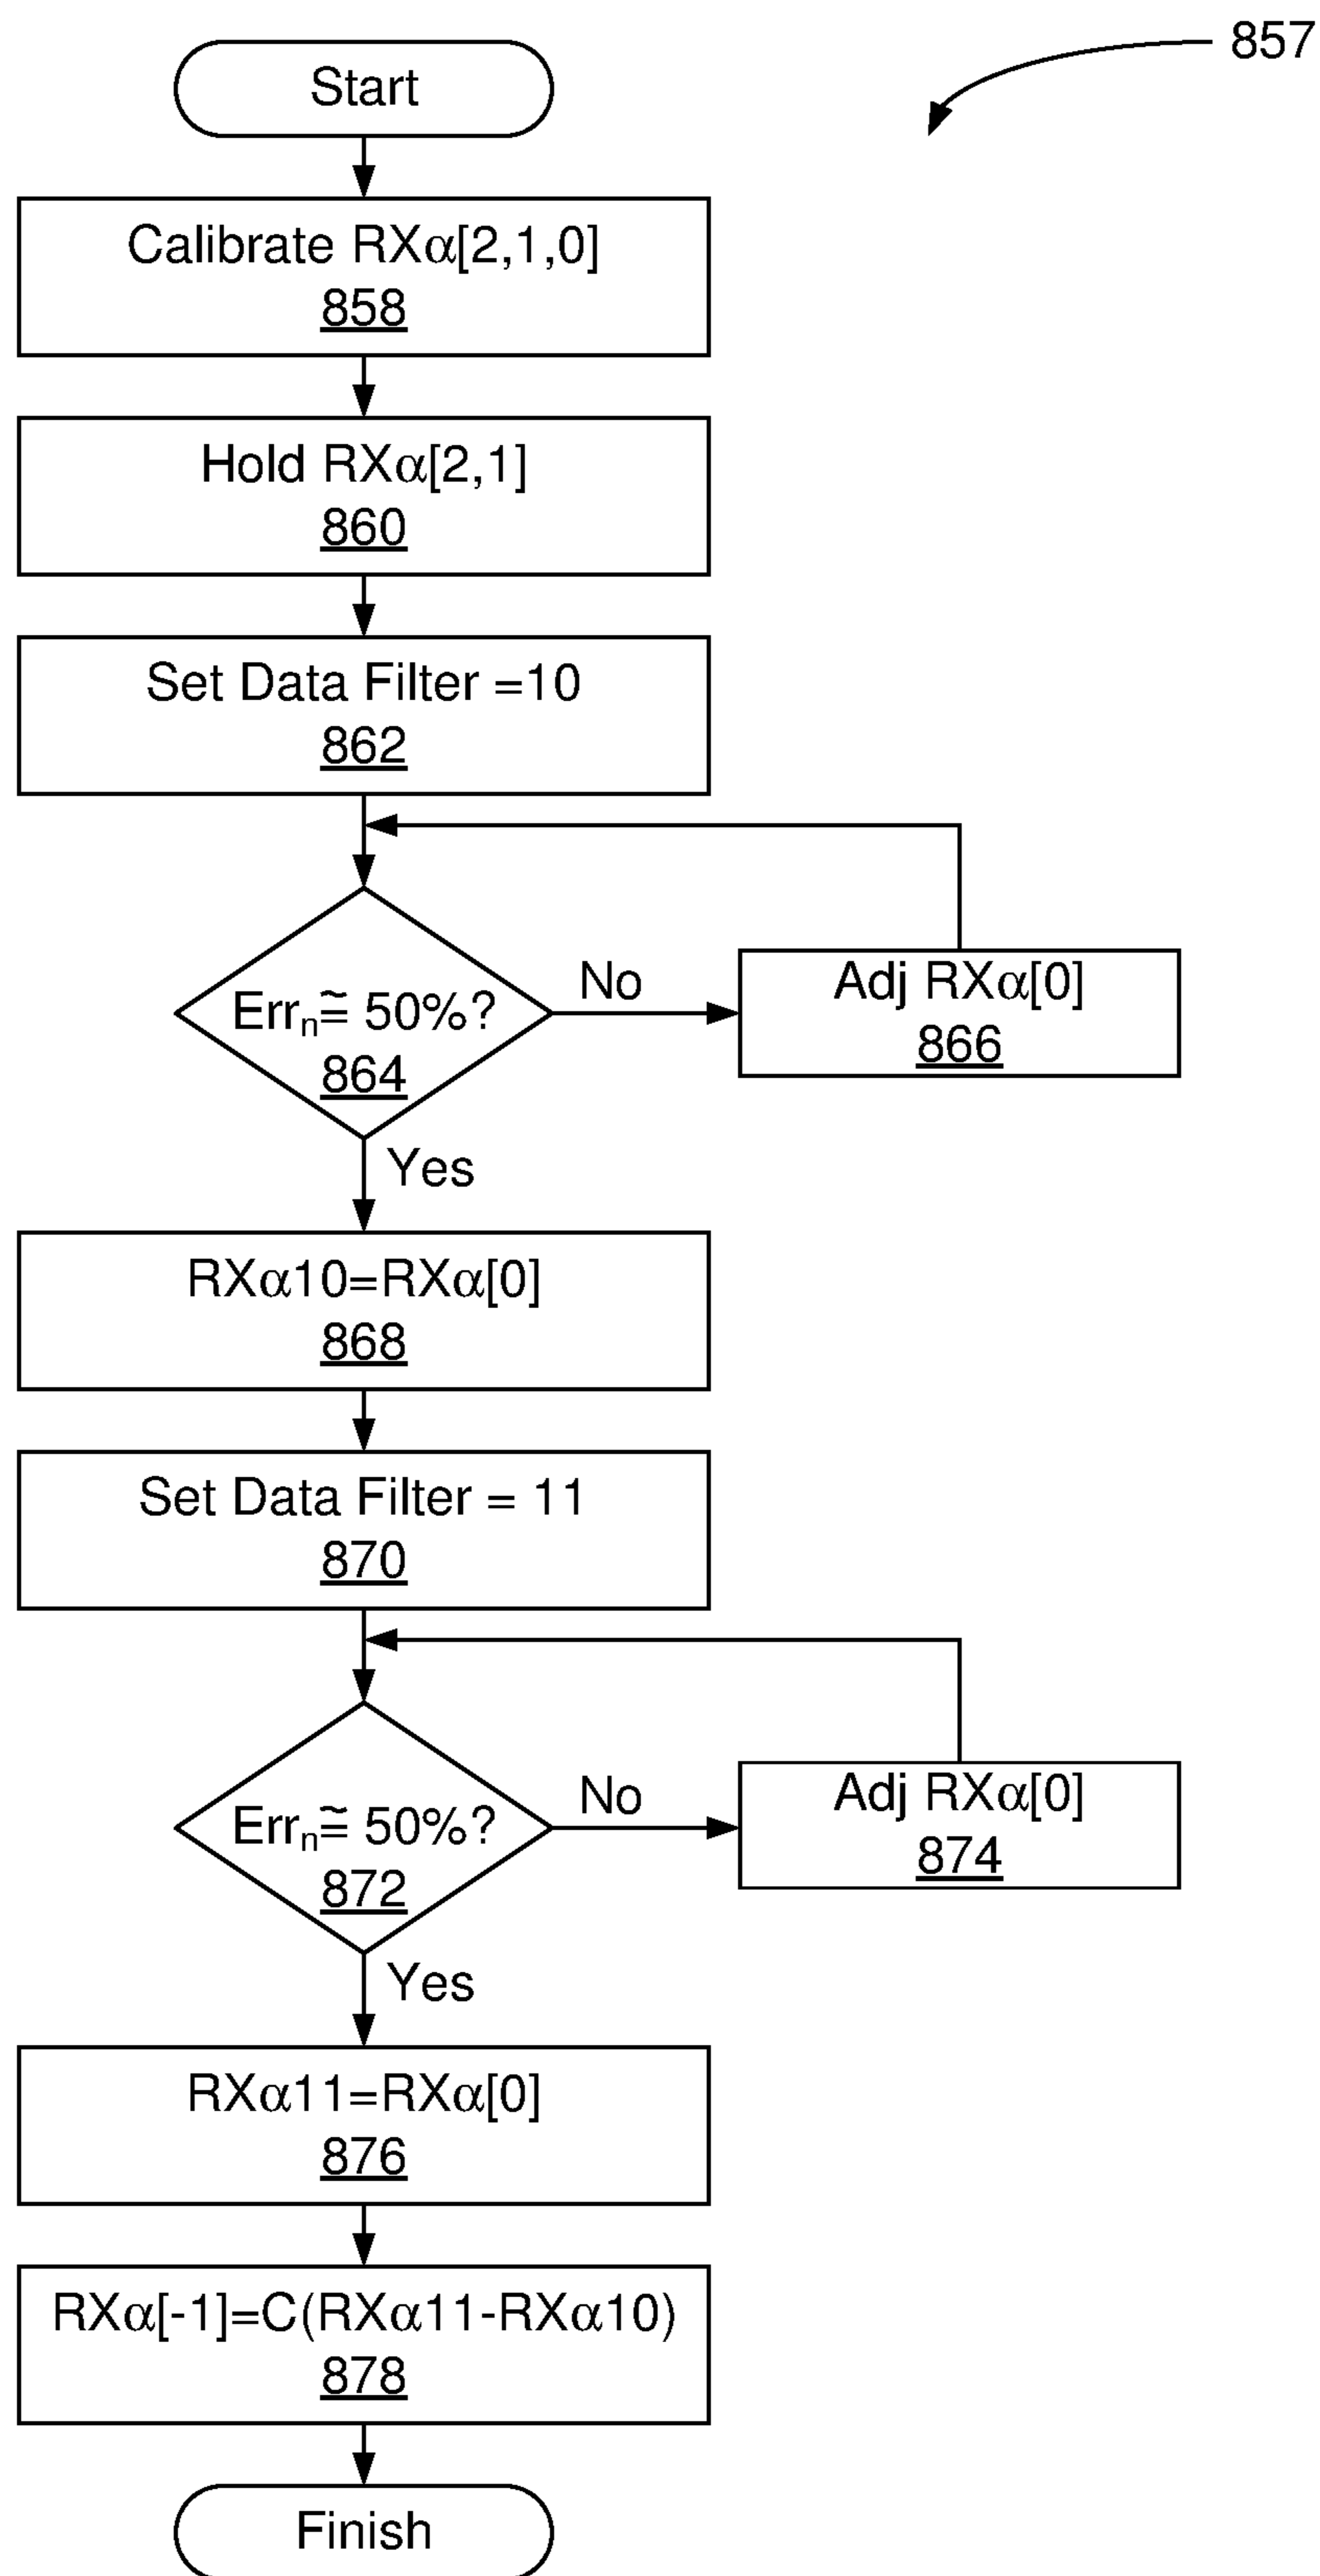 857
Start
Calibrate RXα[2,1,0]
858
Hold RXα[2,1]
860
Set Data Filter =10
862
Errₙ≅ 50%?
864
No
Adj RXα[0]
866
Yes
RXα10=RXα[0]
868
Set Data Filter = 11
870
Errₙ≅ 50%?
872
No
Adj RXα[0]
874
Yes
RXα11=RXα[0]
876
RXα[-1]=C(RXα11-RXα10)
878
Finish